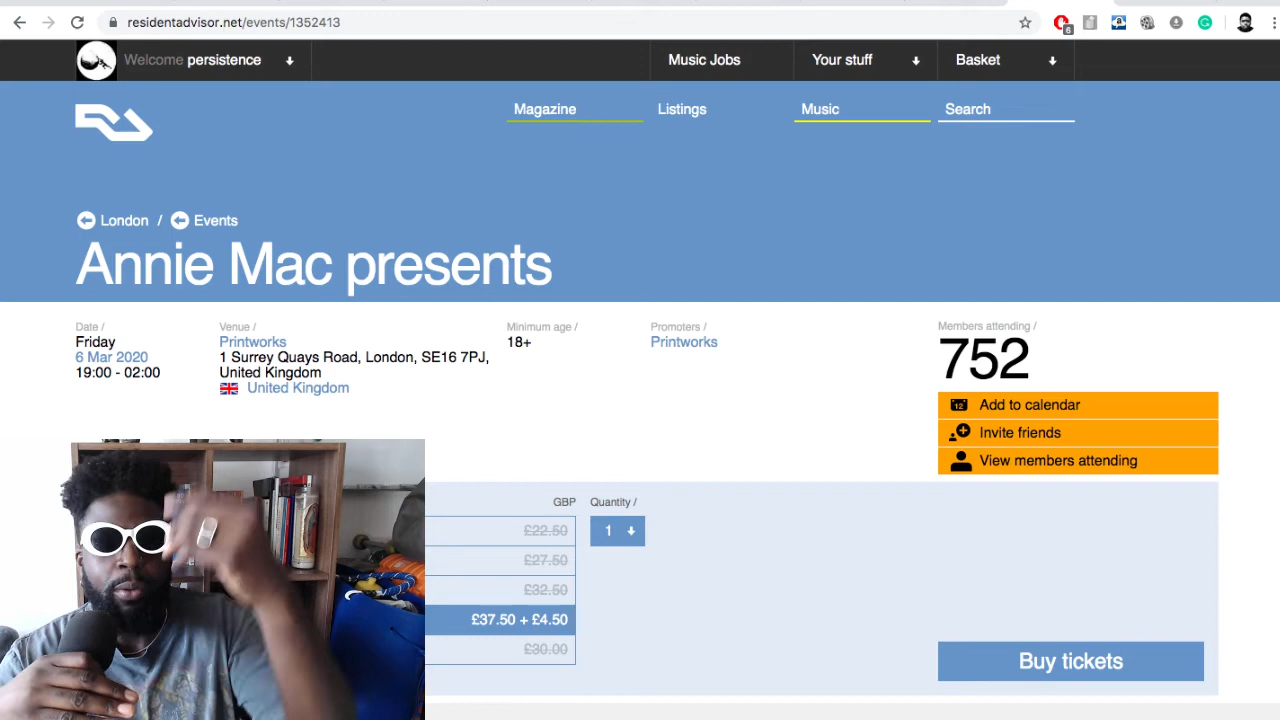 residentadvisor.net/events/1352413
6
Welcome persistence
Music Jobs
Your stuff
Basket
Magazine
Listings
Music
Search
London / Events
Annie Mac presents
Date /
Friday
6 Mar 2020
19:00 - 02:00
Venue /
Printworks
1 Surrey Quays Road, London, SE16 7PJ,
United Kingdom
United Kingdom
Minimum age /
18+
Promoters /
Printworks
Members attending /
752
12 Add to calendar
Invite friends
View members attending
GBP
Quantity /
£22.50
1
£27.50
£32.50
£37.50 + £4.50
£30.00
Buy tickets